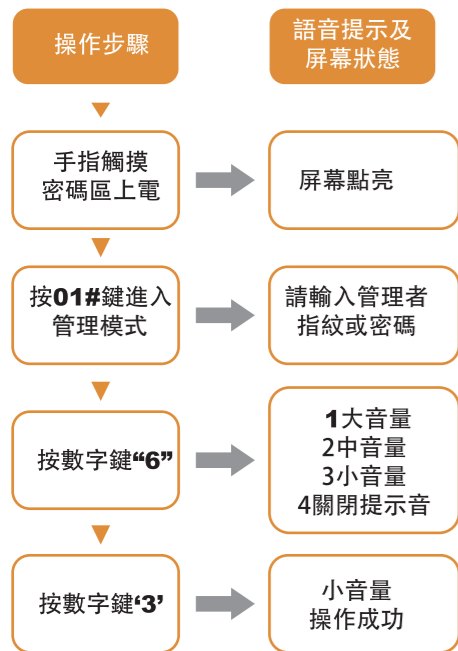 操作步驟
語音提示及
屏幕狀態
手指觸摸
密碼區上電
屏幕點亮
按01#鍵進入
管理模式
請輸入管理者
指紋或密碼
按數字鍵“6”
1大音量
2中音量
3小音量
4關閉提示音
按數字鍵‘3’
小音量
操作成功